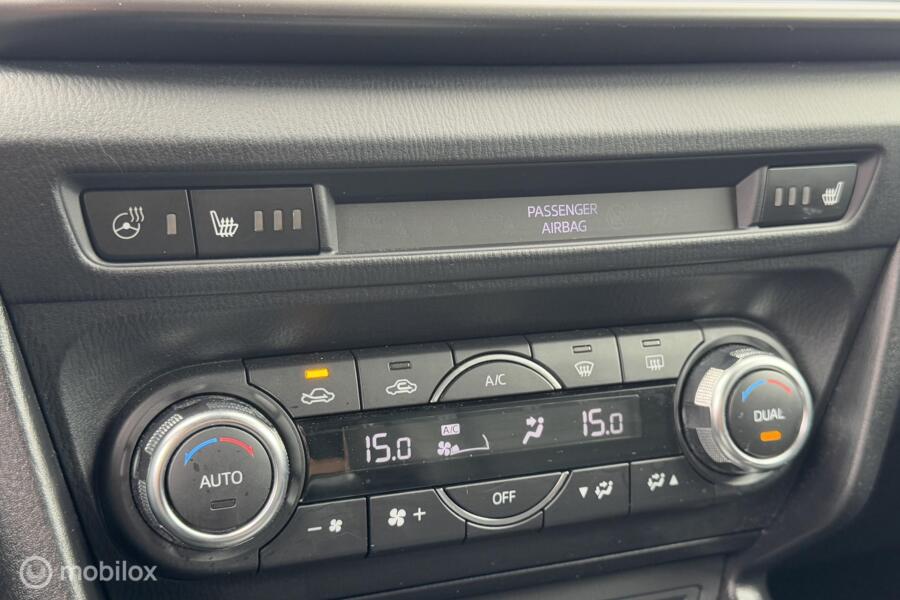 PASSENGER
AIRBAG
A/C
DUAL
15.0
A/C
15.0
AUTO
OFF
- +
mobilox